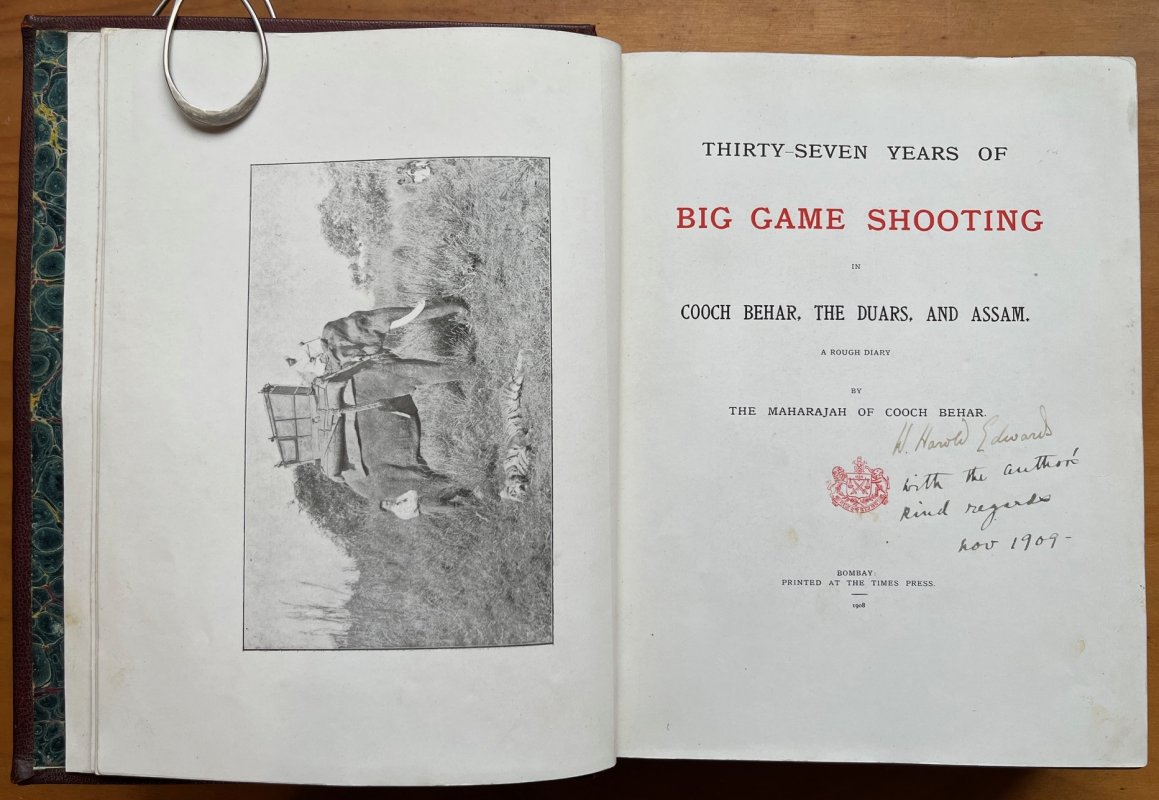 THIRTY-SEVEN YEARS OF
BIG GAME SHOOTING
IN
COOCH BEHAR, THE DUARS, AND ASSAM.
A ROUGH DIARY
BY
THE MAHARAJAH OF COOCH BEHAR.
W. Harold Edwards
with the author's
kind regards
Nov 1909-
BOMBAY:
PRINTED AT THE TIMES PRESS.
1908